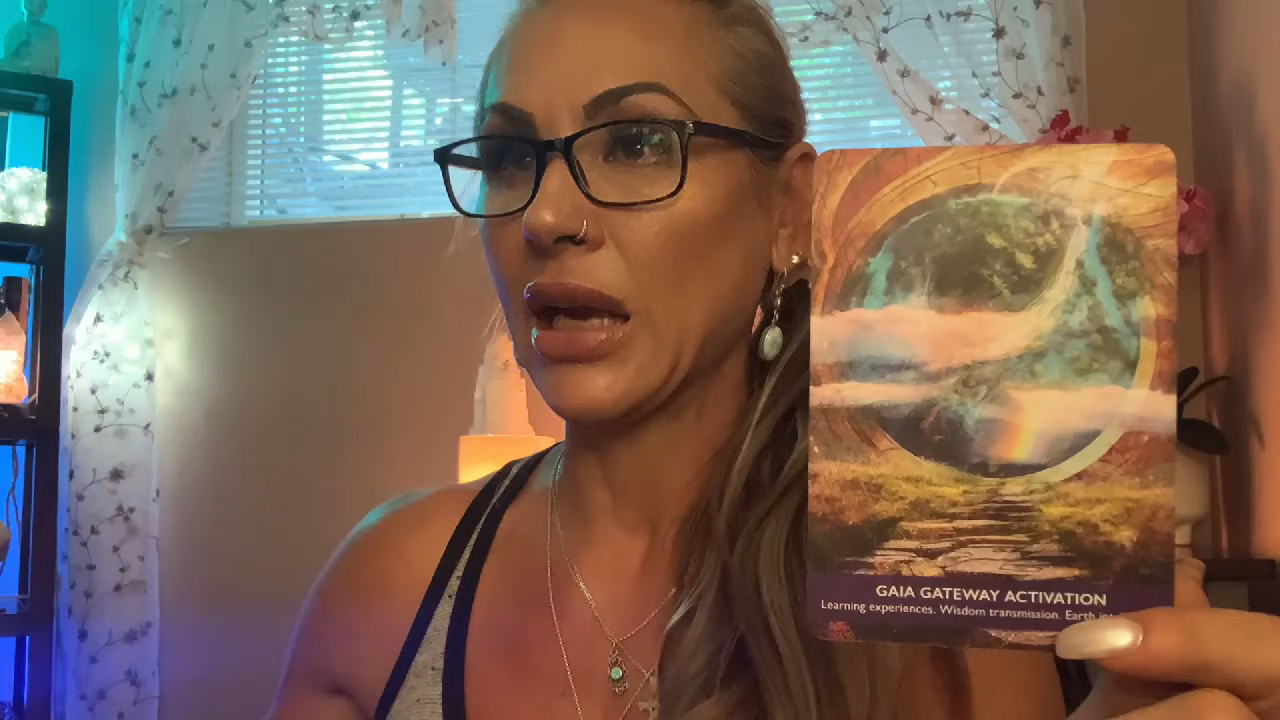 GAIA GATEWAY ACTIVATION
Learning experiences. Wisdom transmission. Earth